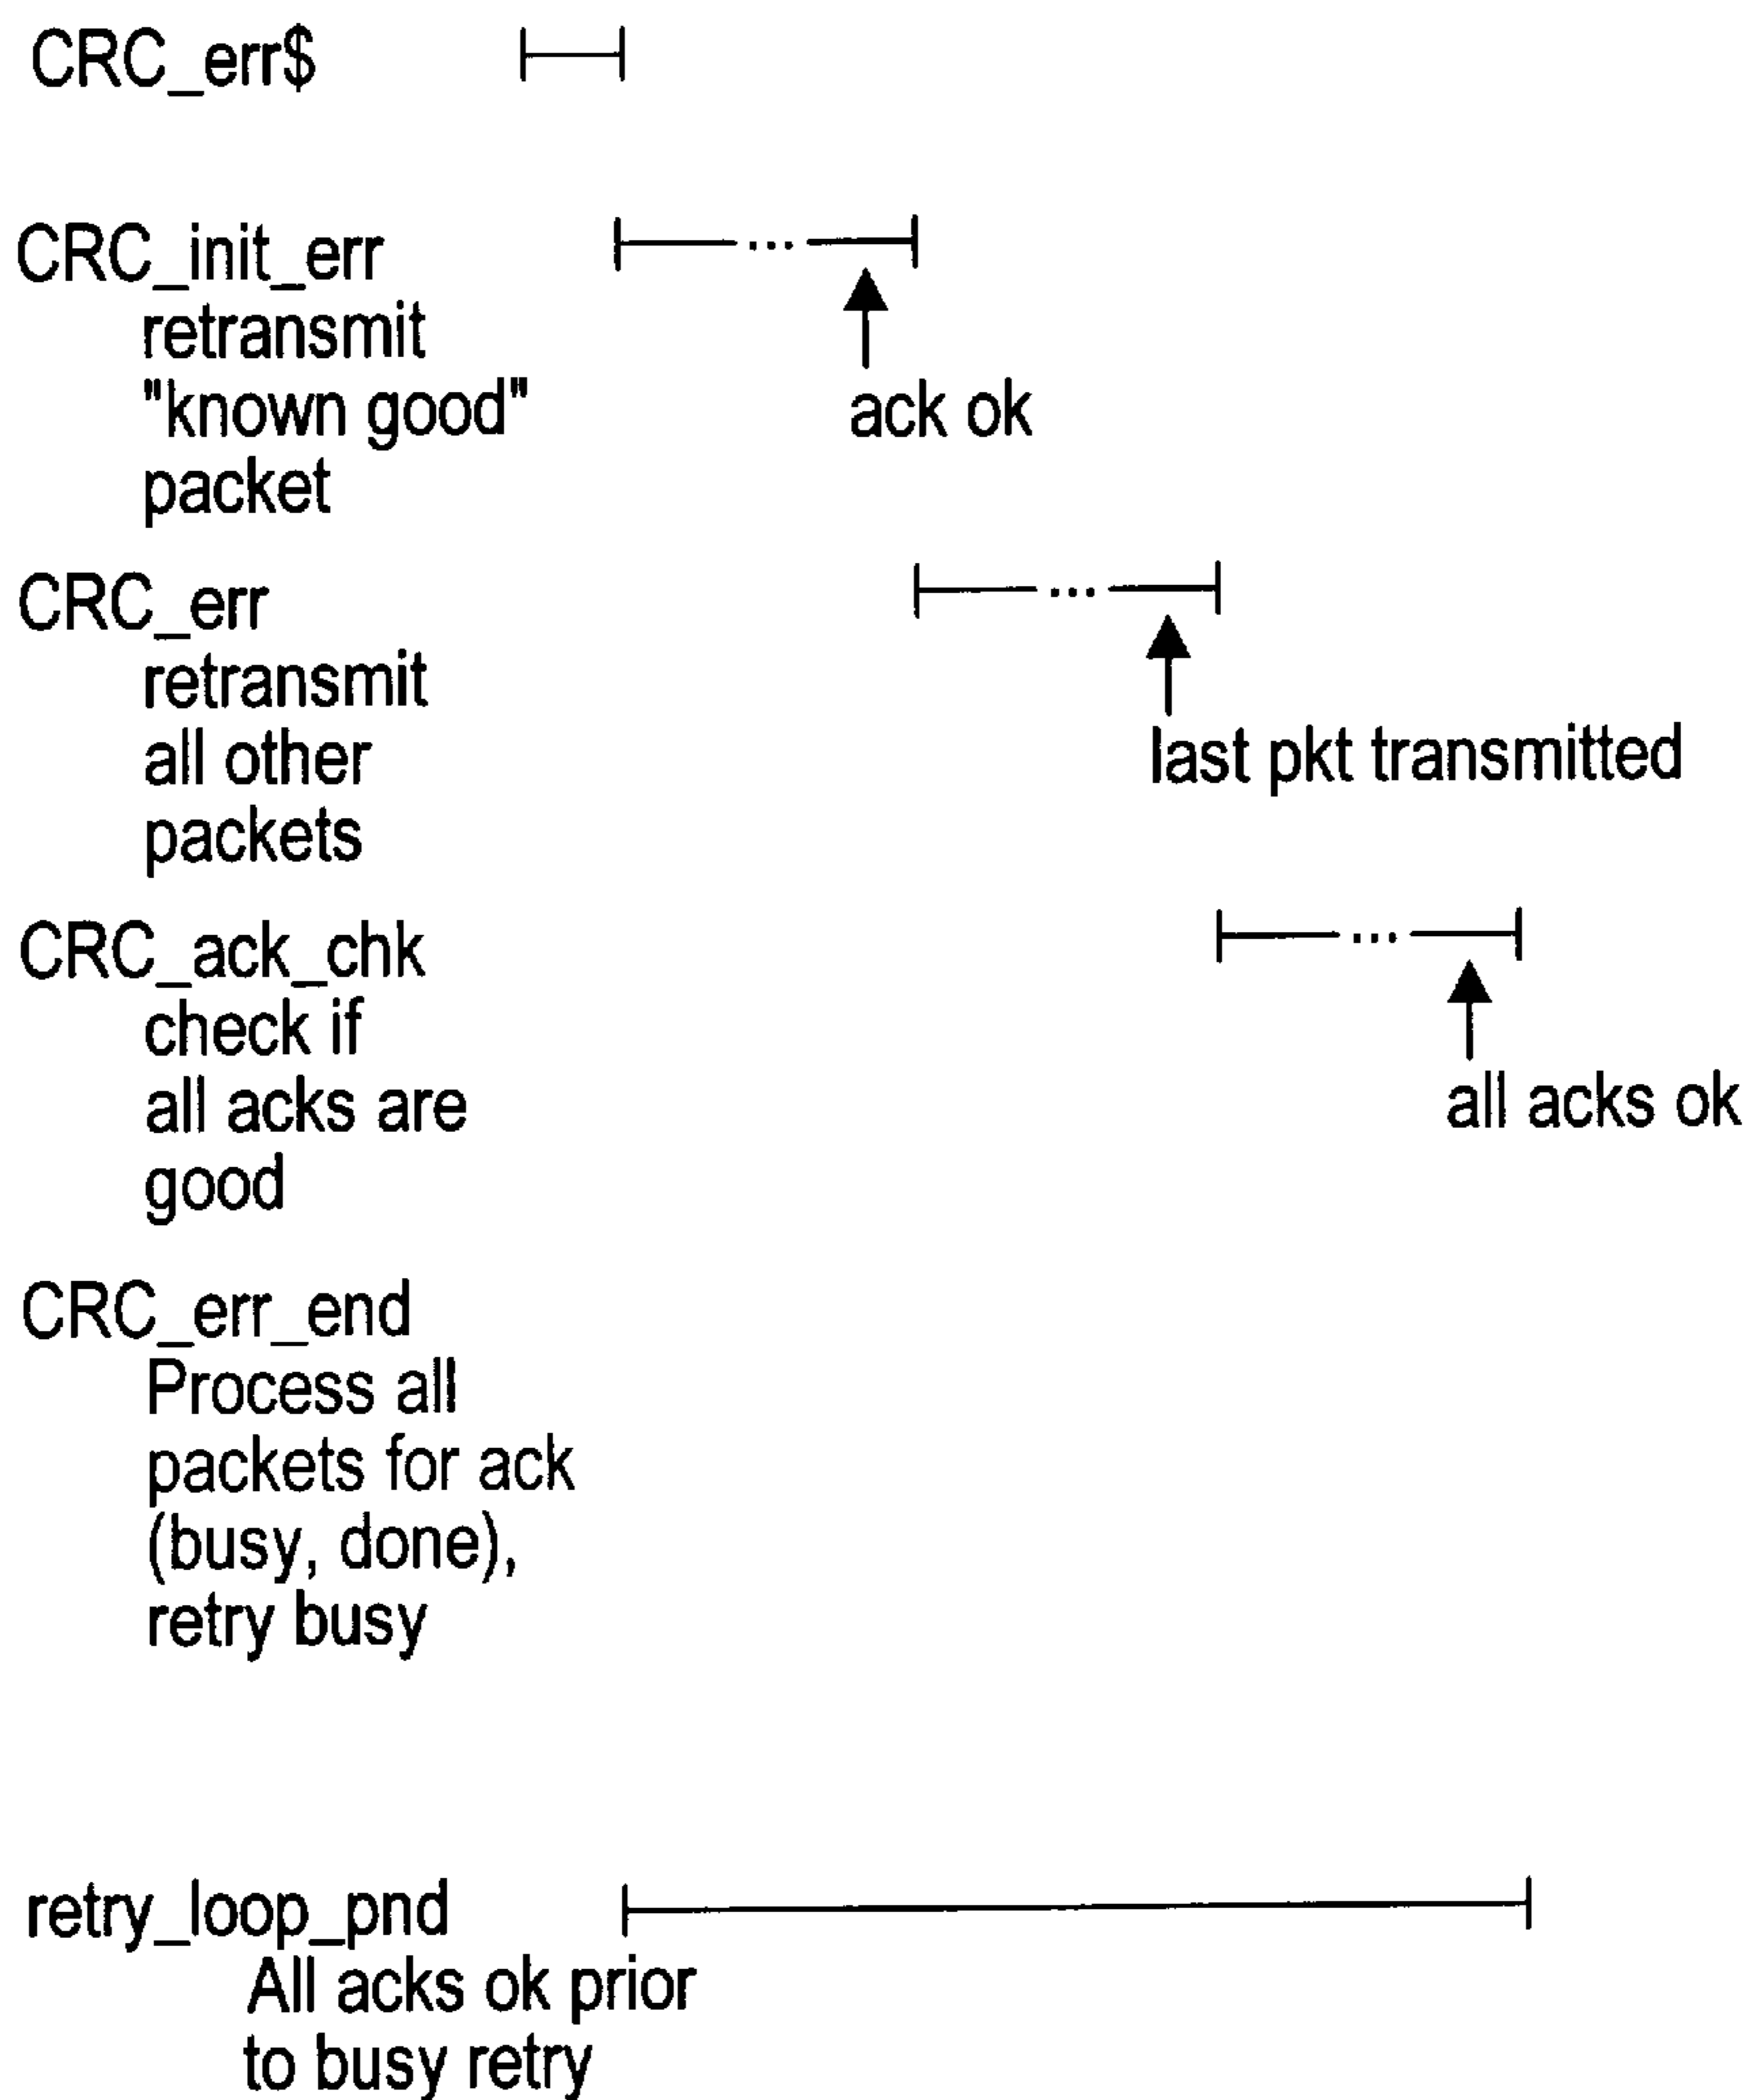 CRC_err$
CRC_init_err
retransmit
"known good"
packet
ack ok
CRC_err
retransmit
all other
packets
last pkt transmitted
CRC_ack_chk
check if
all acks are
good
all acks ok
CRC_err_end
Process all
packets for ack
(busy, done),
retry busy
retry_loop_pnd
All acks ok prior
to busy retry